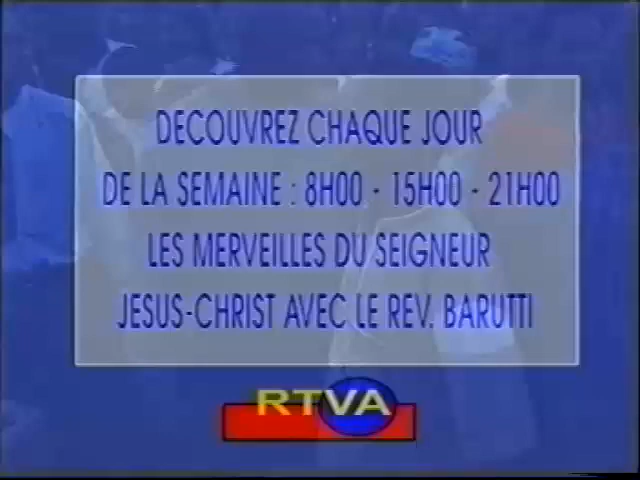 DECOUVREZ CHAQUE JOUR
DE LA SEMAINE : 8H00 - 15H00 - 21H00
LES MERVEILLES DU SEIGNEUR
JESUS-CHRIST AVEC LE REV. BARUTTI
RTVA